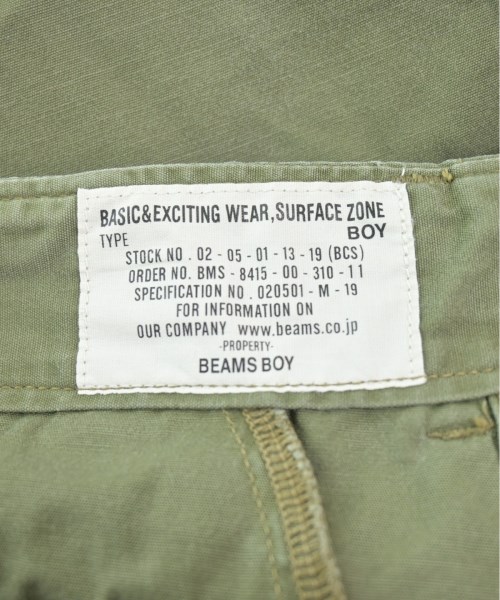 BASIC&EXCITING WEAR,SURFACE ZONE
TYPE BOY
STOCK NO. 02-05-01-13-19 (BCS)
ORDER NO. BMS-8415-00-310-11
SPECIFICATION NO. 020501-M-19
FOR INFORMATION ON
OUR COMPANY www.beams.co.jp
-PROPERTY-
BEAMS BOY